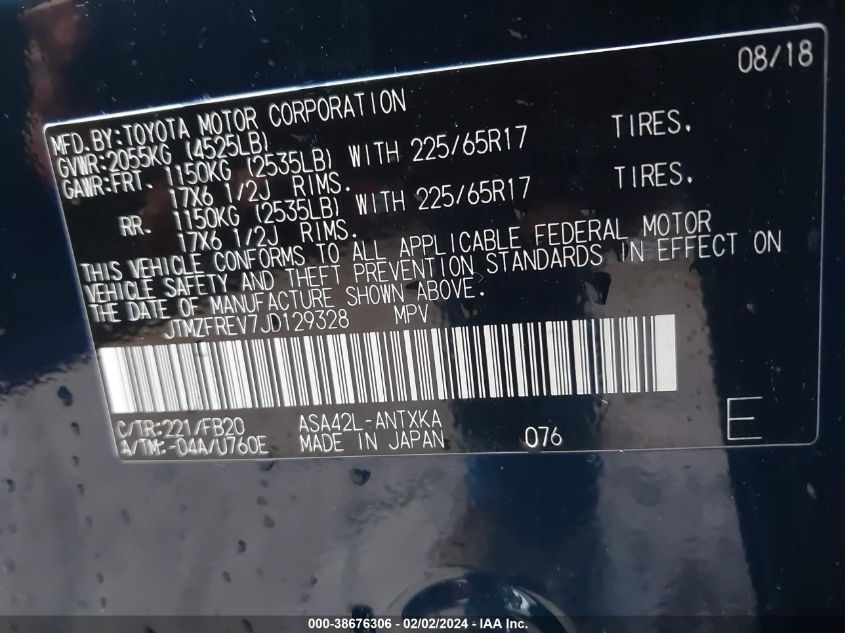 08/18
MFD.BY:TOYOTA MOTOR CORPORATION
GVWR:2055KG (4525LB)
GAWR:FRT. 1150KG (2535LB) WITH 225/65R17 TIRES.
17X6 1/2J RIMS.
RR. 1150KG (2535LB) WITH 225/65R17 TIRES.
17X6 1/2J RIMS.
THIS VEHICLE CONFORMS TO ALL APPLICABLE FEDERAL MOTOR
VEHICLE SAFETY AND THEFT PREVENTION STANDARDS IN EFFECT ON
THE DATE OF MANUFACTURE SHOWN ABOVE.
JTMZFREV7JD129328 MPV
C/TR:221/FB20 ASA42L-ANTXKA
A/TM:-04A/U760E MADE IN JAPAN 076 E
000-38676306 - 02/02/2024 - IAA Inc.